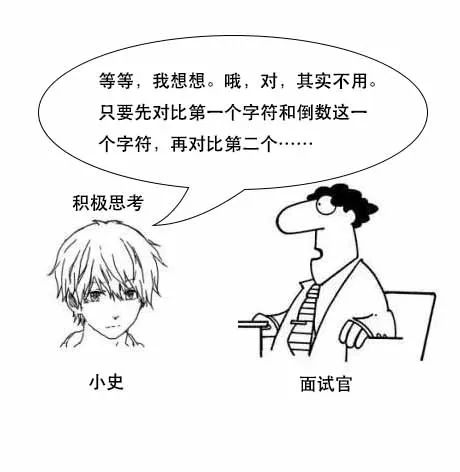 等等，我想想。哦，对，其实不用。
只要先对比第一个字符和倒数这一
个字符，再对比第二个……
积极思考
小史
面试官